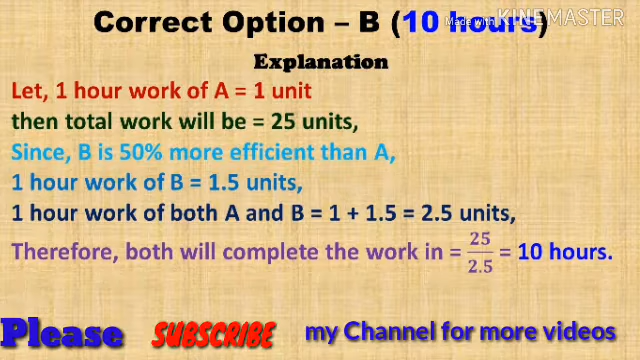 Correct Option – B (10 hours)
Made with KINEMASTER
Explanation
Let, 1 hour work of A = 1 unit
then total work will be = 25 units,
Since, B is 50% more efficient than A,
1 hour work of B = 1.5 units,
1 hour work of both A and B = 1 + 1.5 = 2.5 units,
Therefore, both will complete the work in = 25/2.5 = 10 hours.
Please SUBSCRIBE my Channel for more videos